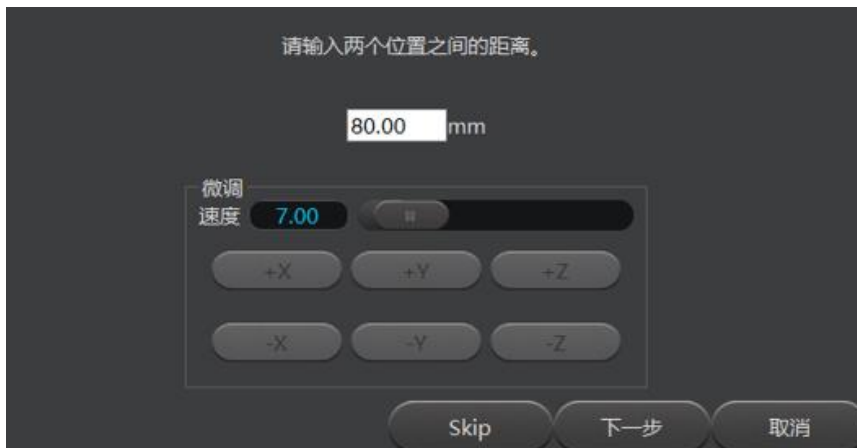 请输入两个位置之间的距离。
80.00 mm
微调
速度 7.00
+X +Y +Z
-X -Y -Z
Skip 下一步 取消